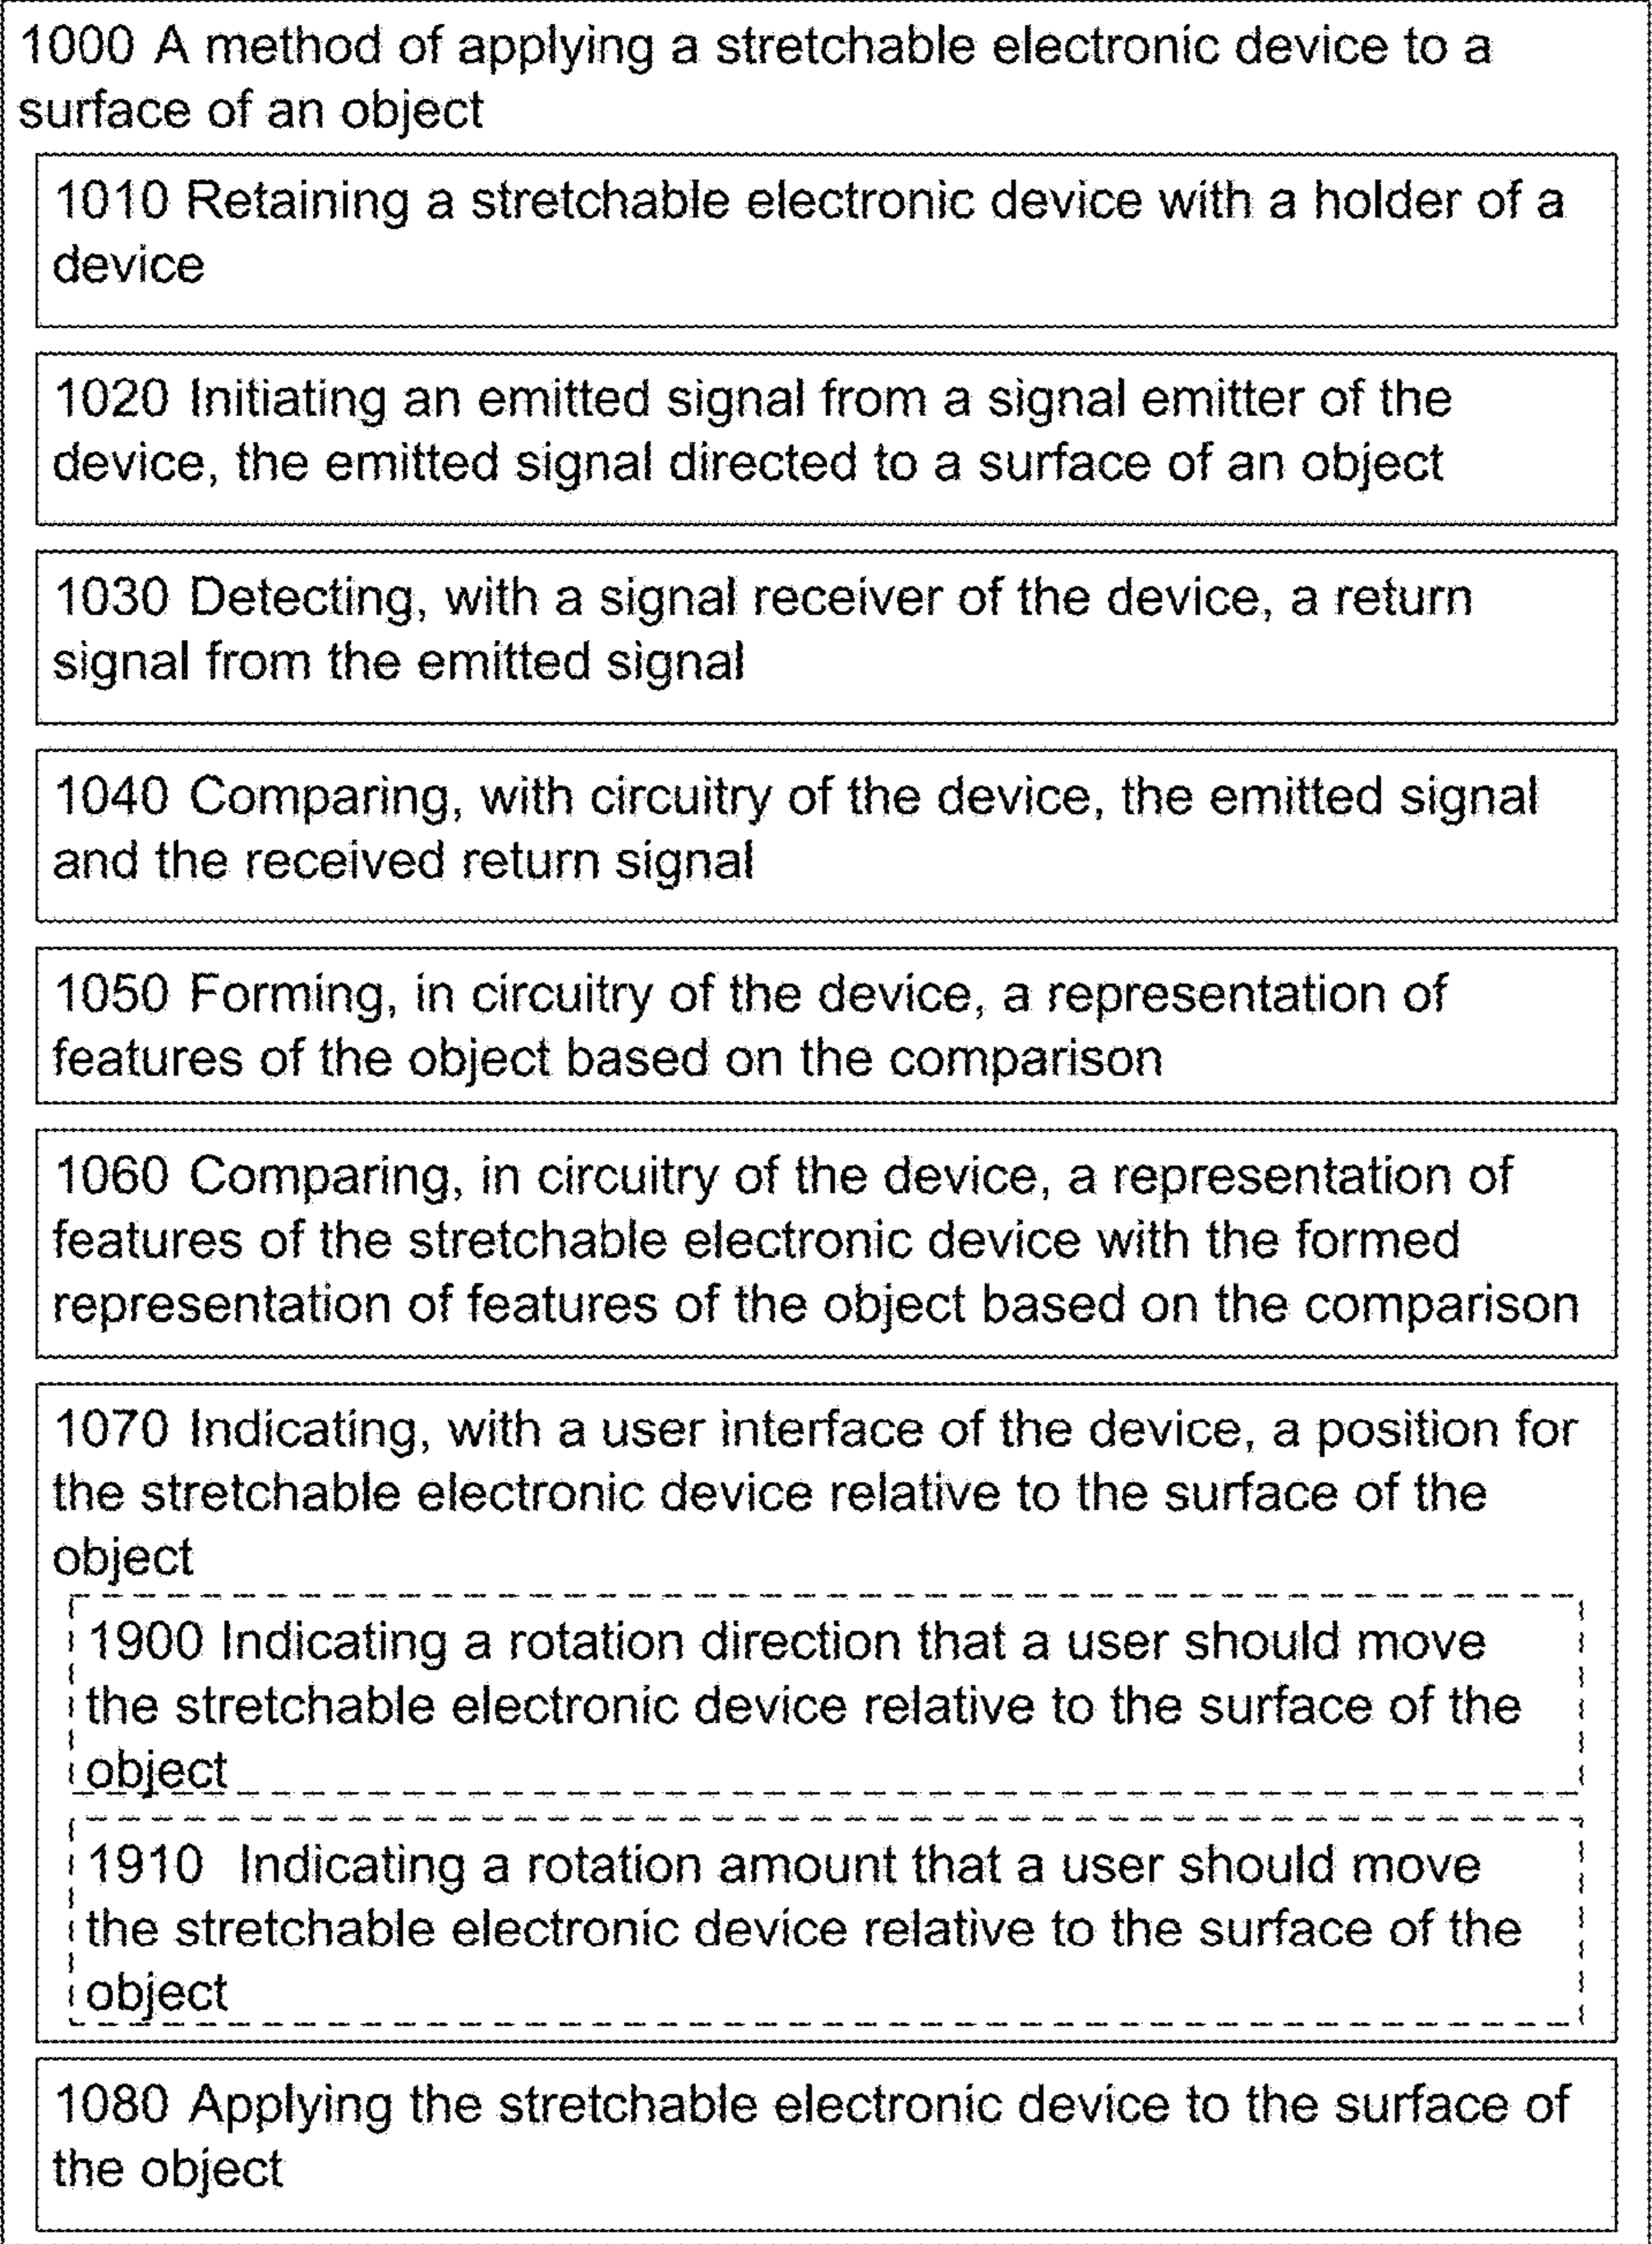 1000 A method of applying a stretchable electronic device to a
surface of an object
1010 Retaining a stretchable electronic device with a holder of a
device
1020 Initiating an emitted signal from a signal emitter of the
device, the emitted signal directed to a surface of an object
1030 Detecting, with a signal receiver of the device, a return
signal from the emitted signal
1040 Comparing, with circuitry of the device, the emitted signal
and the received return signal
1050 Forming, in circuitry of the device, a representation of
features of the object based on the comparison
1060 Comparing, in circuitry of the device, a representation of
features of the stretchable electronic device with the formed
representation of features of the object based on the comparison
1070 Indicating, with a user interface of the device, a position for
the stretchable electronic device relative to the surface of the
object
1900 Indicating a rotation direction that a user should move
the stretchable electronic device relative to the surface of the
object
1910 Indicating a rotation amount that a user should move
the stretchable electronic device relative to the surface of the
object
1080 Applying the stretchable electronic device to the surface of
the object